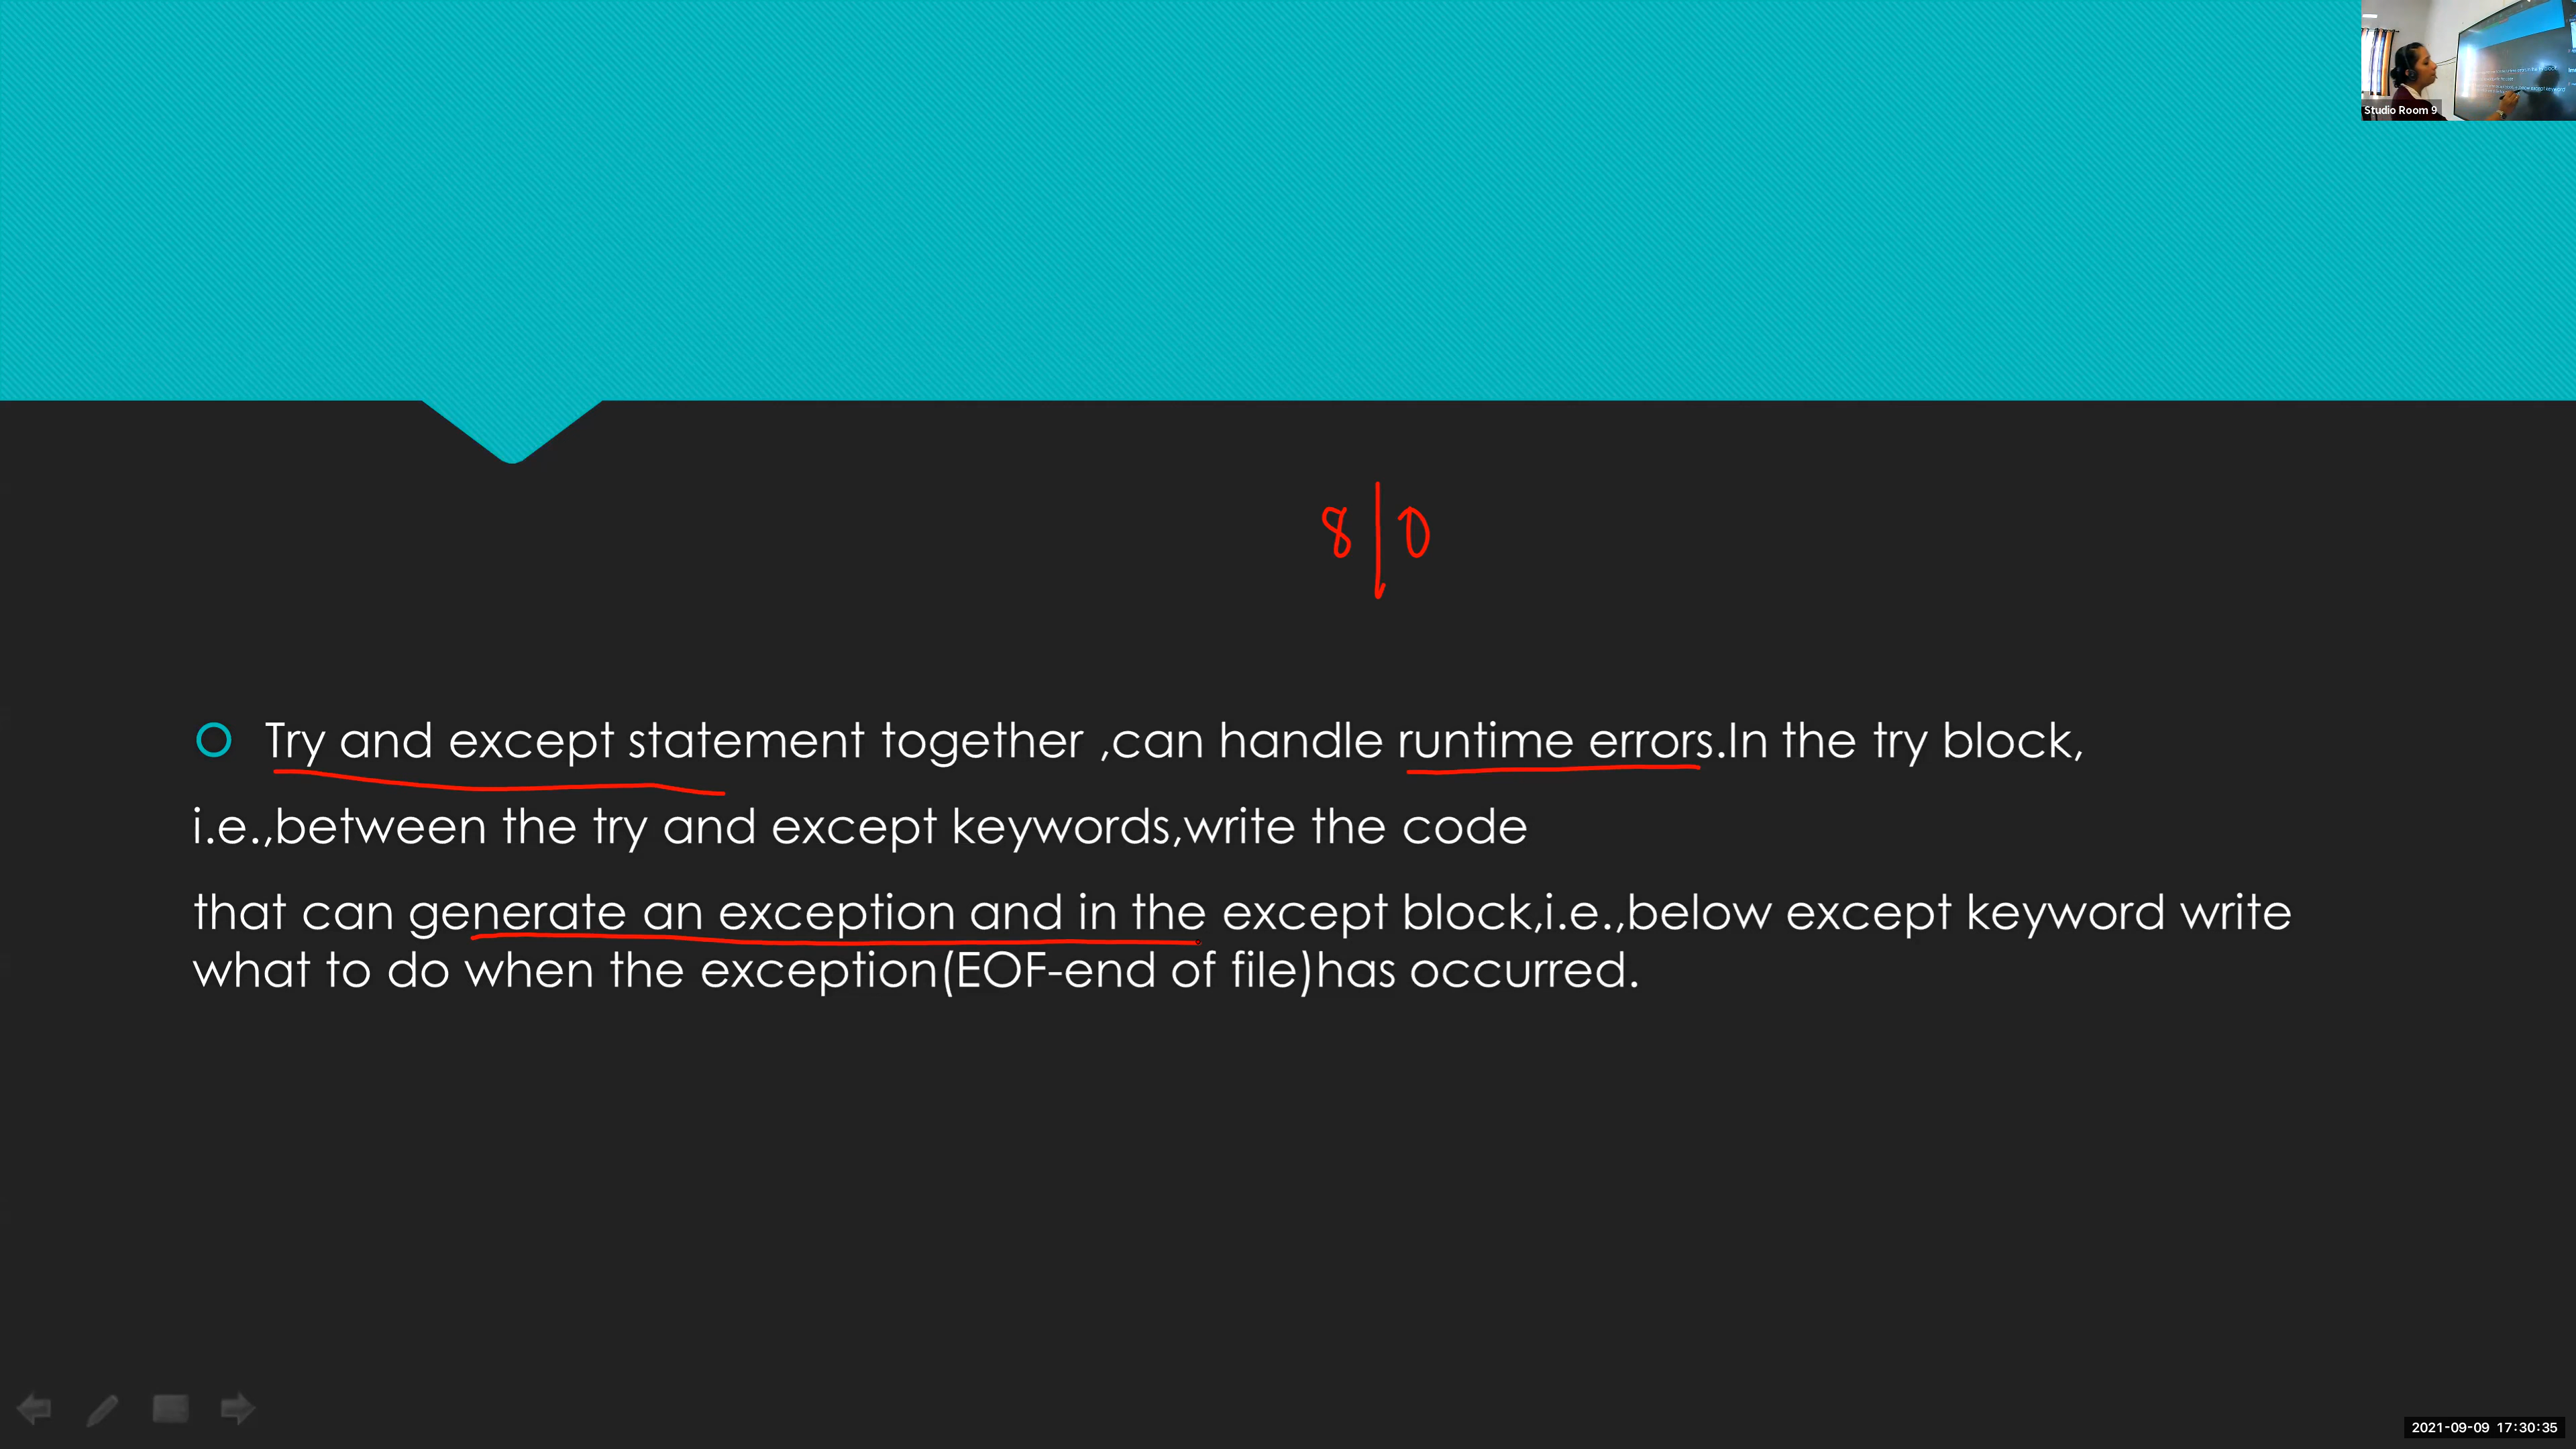 Studio Room 9
8|0
Try and except statement together ,can handle runtime errors.In the try block,
i.e.,between the try and except keywords,write the code
that can generate an exception and in the except block,i.e.,below except keyword write
what to do when the exception(EOF-end of file)has occurred.
2021-09-09 17:30:35